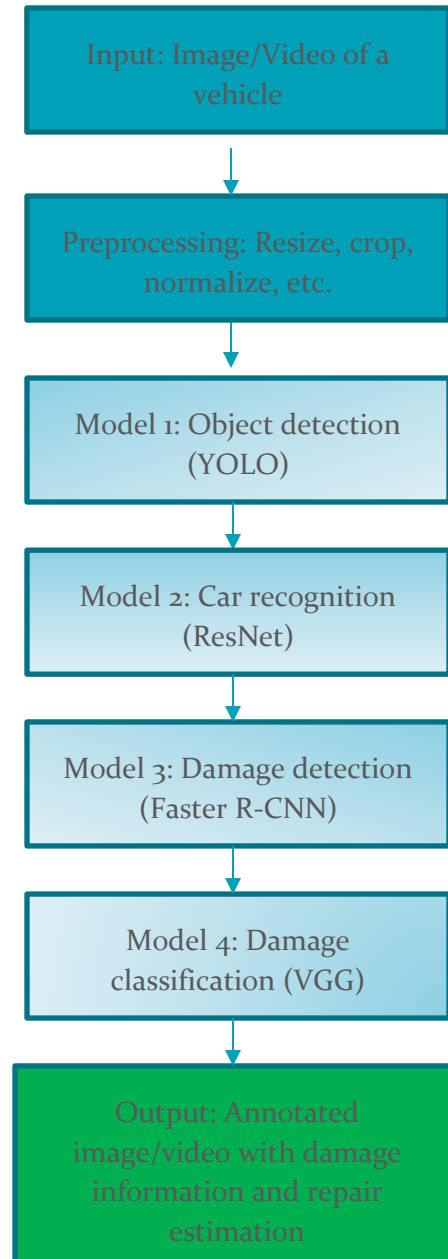 Input: Image/Video of a
vehicle
Preprocessing: Resize, crop,
normalize, etc.
Model 1: Object detection
(YOLO)
Model 2: Car recognition
(ResNet)
Model 3: Damage detection
(Faster R-CNN)
Model 4: Damage
classification (VGG)
Output: Annotated
image/video with damage
information and repair
estimation